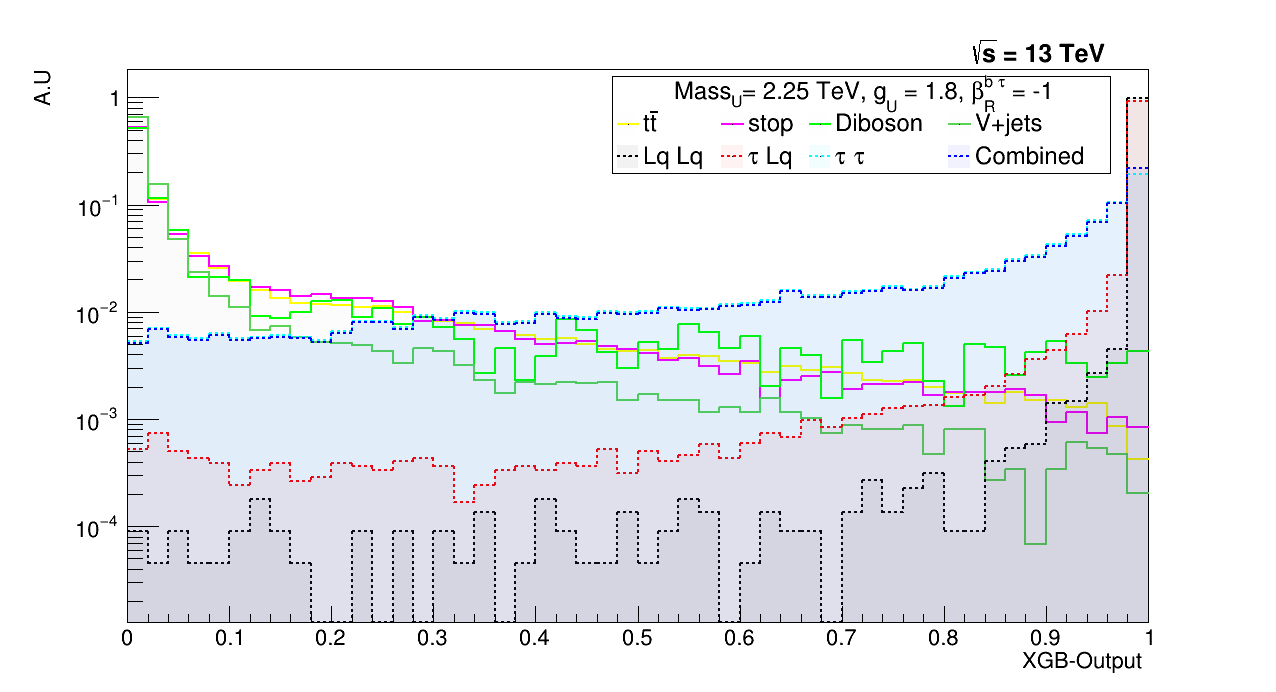 √s = 13 TeV
A.U
Mass_U= 2.25 TeV, g_U = 1.8, β_R^{b τ} = -1
tt̄ stop Diboson V+jets
Lq Lq τ Lq τ τ Combined
1
10⁻¹
10⁻²
10⁻³
10⁻⁴
0 0.1 0.2 0.3 0.4 0.5 0.6 0.7 0.8 0.9 1
XGB-Output